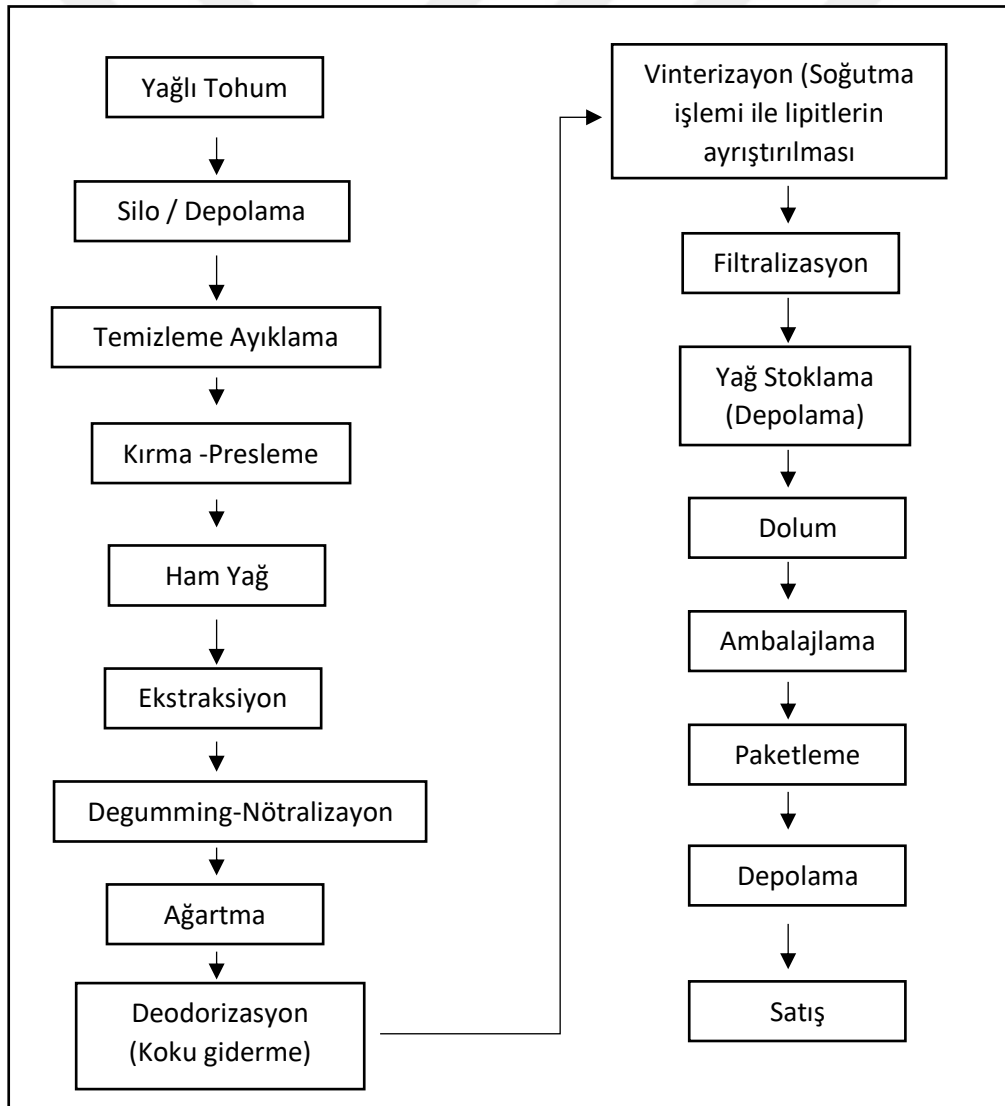 Yağlı Tohum
Silo / Depolama
Temizleme Ayıklama
Kırma -Presleme
Ham Yağ
Ekstraksiyon
Degumming-Nötralizayon
Ağartma
Deodorizasyon
(Koku giderme)
Vinterizayon (Soğutma
işlemi ile lipitlerin
ayrıştırılması
Filtralizasyon
Yağ Stoklama
(Depolama)
Dolum
Ambalajlama
Paketleme
Depolama
Satış